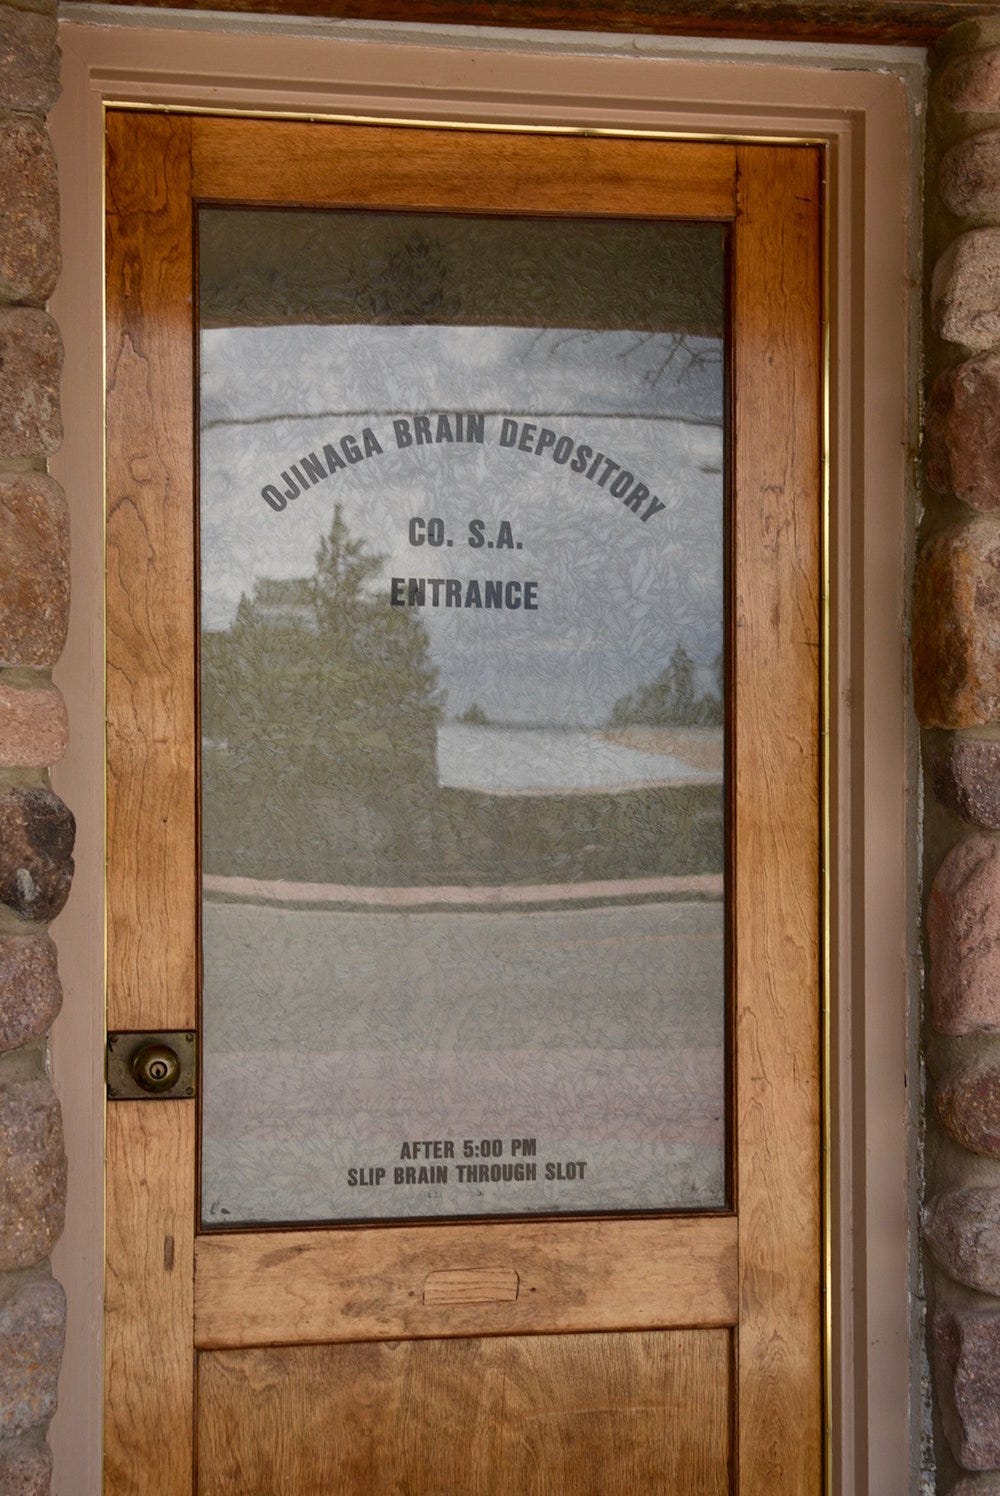 OJINAGA BRAIN DEPOSITORY
CO. S.A.
ENTRANCE
AFTER 5:00 PM
SLIP BRAIN THROUGH SLOT